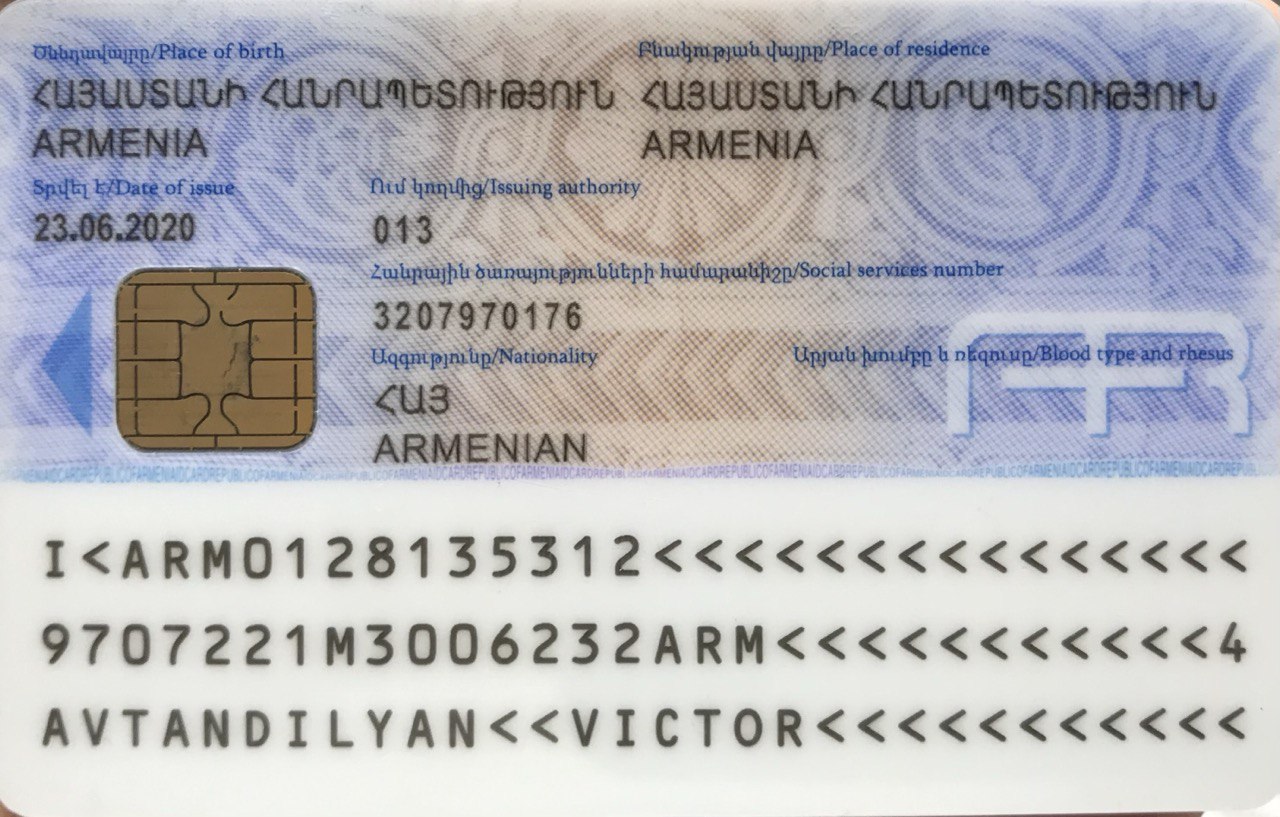 Ծննդավայրը/Place of birth
ՀԱՅԱՍՏԱՆԻ ՀԱՆՐԱՊԵՏՈՒԹՅՈՒՆ
ARMENIA
Բնակության վայրը/Place of residence
ՀԱՅԱՍՏԱՆԻ ՀԱՆՐԱՊԵՏՈՒԹՅՈՒՆ
ARMENIA
Տրվել է/Date of issue
23.06.2020
Ում կողմից/Issuing authority
013
Հանրային ծառայությունների համարանիշը/Social services number
3207970176
Ազգությունը/Nationality
ՀԱՅ
ARMENIAN
Արյան խումբը և ռեզուսը/Blood type and rhesus
REPUBLICOFARMENIAIDCARDREPUBLICOFARMENIAIDCARDREPUBLICOFARMENIAIDCARD
I<ARM0128135312<<<<<<<<<<<<<<<
9707221M3006232ARM<<<<<<<<<<<4
AVTANDILYAN<<VICTOR<<<<<<<<<<<